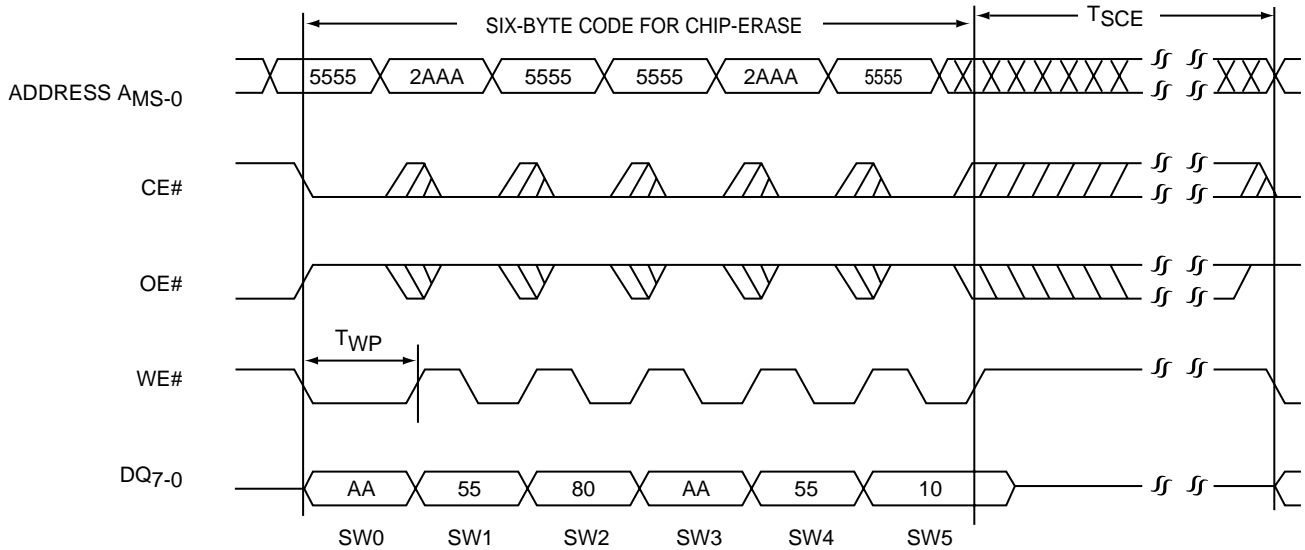 SIX-BYTE CODE FOR CHIP-ERASE TSCE
ADDRESS AMS-0 5555 2AAA 5555 5555 2AAA 5555
CE#
OE#
TWP
WE#
DQ7-0 AA 55 80 AA 55 10
SW0 SW1 SW2 SW3 SW4 SW5